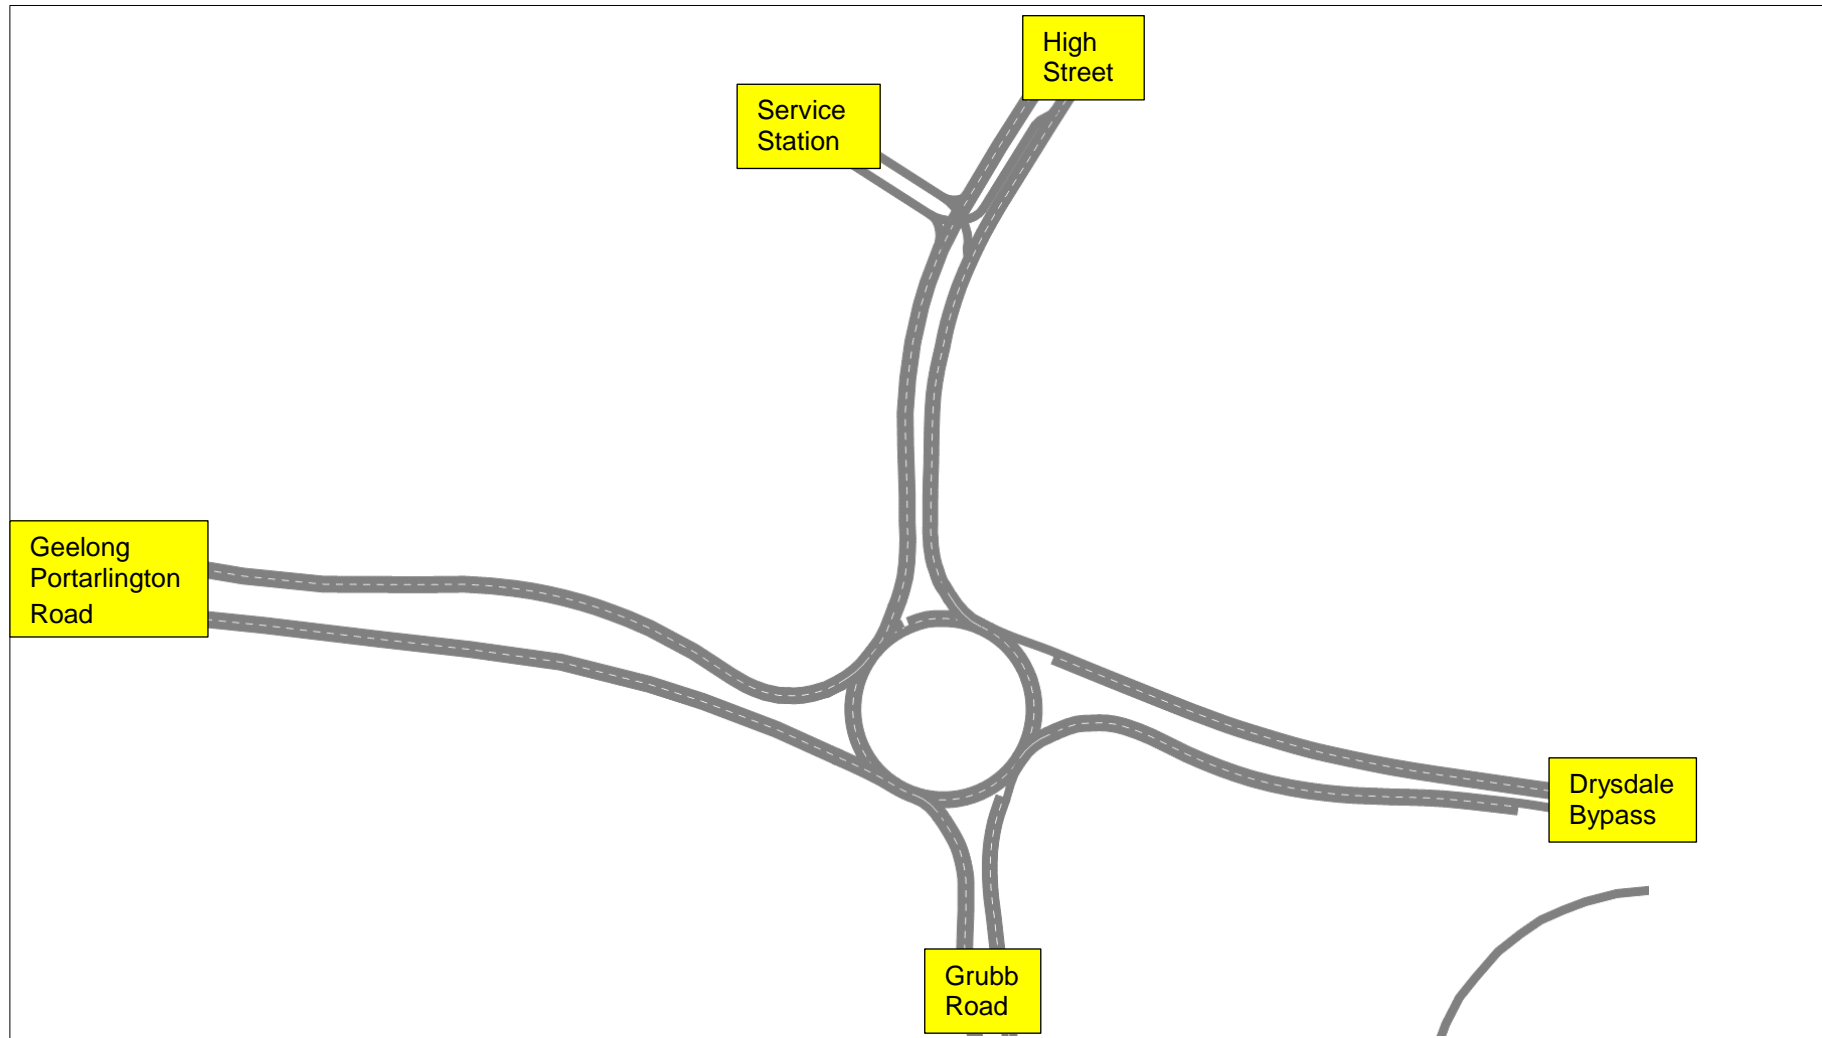 High
Street
Service
Station
Geelong
Portarlington
Road
Drysdale
Bypass
Grubb
Road